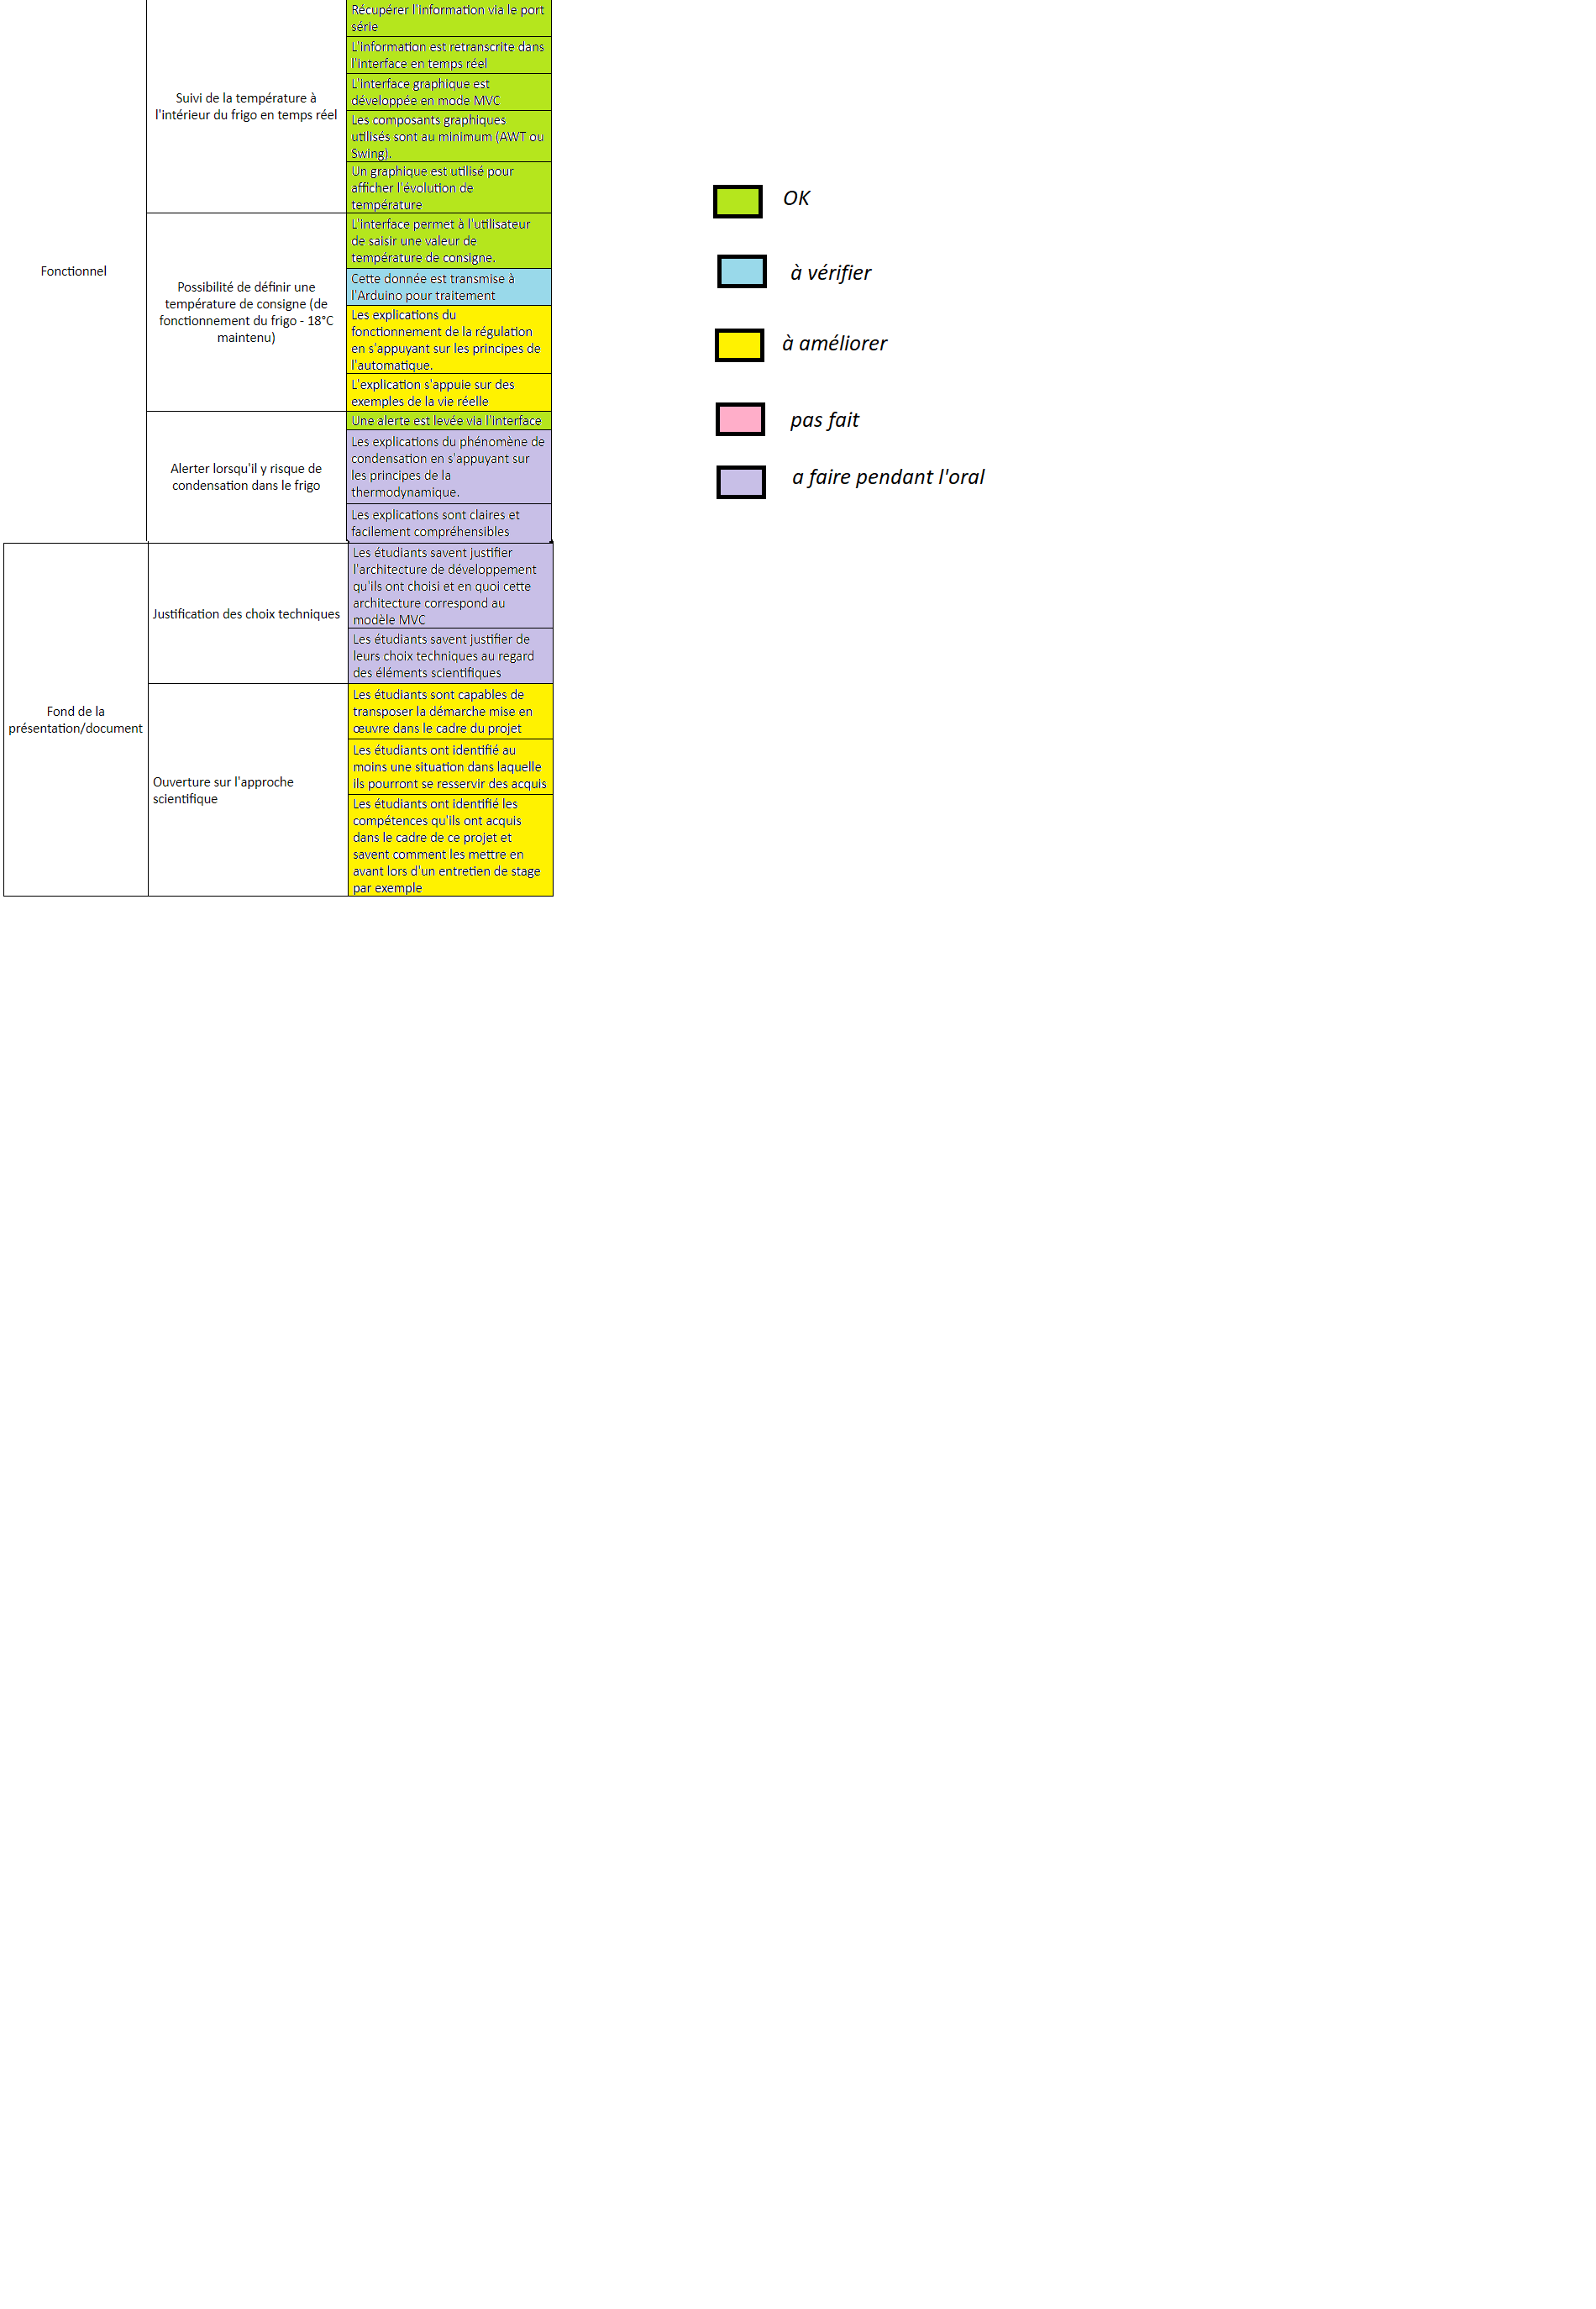 Récupérer l'information via le port
série
L'information est retranscrite dans
l'interface en temps réel
L'interface graphique est
développée en mode MVC
Les composants graphiques
utilisés sont au minimum (AWT ou
Swing).
Un graphique est utilisé pour
afficher l'évolution de
température
Suivi de la température à
l'intérieur du frigo en temps réel
Fonctionnel
L'interface permet à l'utilisateur
de saisir une valeur de
température de consigne.
Cette donnée est transmise à
l'Arduino pour traitement
Les explications du
fonctionnement de la régulation
en s'appuyant sur les principes de
l'automatique.
L'explication s'appuie sur des
exemples de la vie réelle
Possibilité de définir une
température de consigne (de
fonctionnement du frigo - 18°C
maintenu)
Une alerte est levée via l'interface
Les explications du phénomène de
condensation en s'appuyant sur
les principes de la
thermodynamique.
Les explications sont claires et
facilement compréhensibles
Alerter lorsqu'il y risque de
condensation dans le frigo
Les étudiants savent justifier
l'architecture de développement
qu'ils ont choisi et en quoi cette
architecture correspond au
modèle MVC
Les étudiants savent justifier de
leurs choix techniques au regard
des éléments scientifiques
Justification des choix techniques
Fond de la
présentation/document
Les étudiants sont capables de
transposer la démarche mise en
œuvre dans le cadre du projet
Les étudiants ont identifié au
moins une situation dans laquelle
ils pourront se resservir des acquis
Les étudiants ont identifié les
compétences qu'ils ont acquis
dans le cadre de ce projet et
savent comment les mettre en
avant lors d'un entretien de stage
par exemple
Ouverture sur l'approche
scientifique
OK
à vérifier
à améliorer
pas fait
a faire pendant l'oral